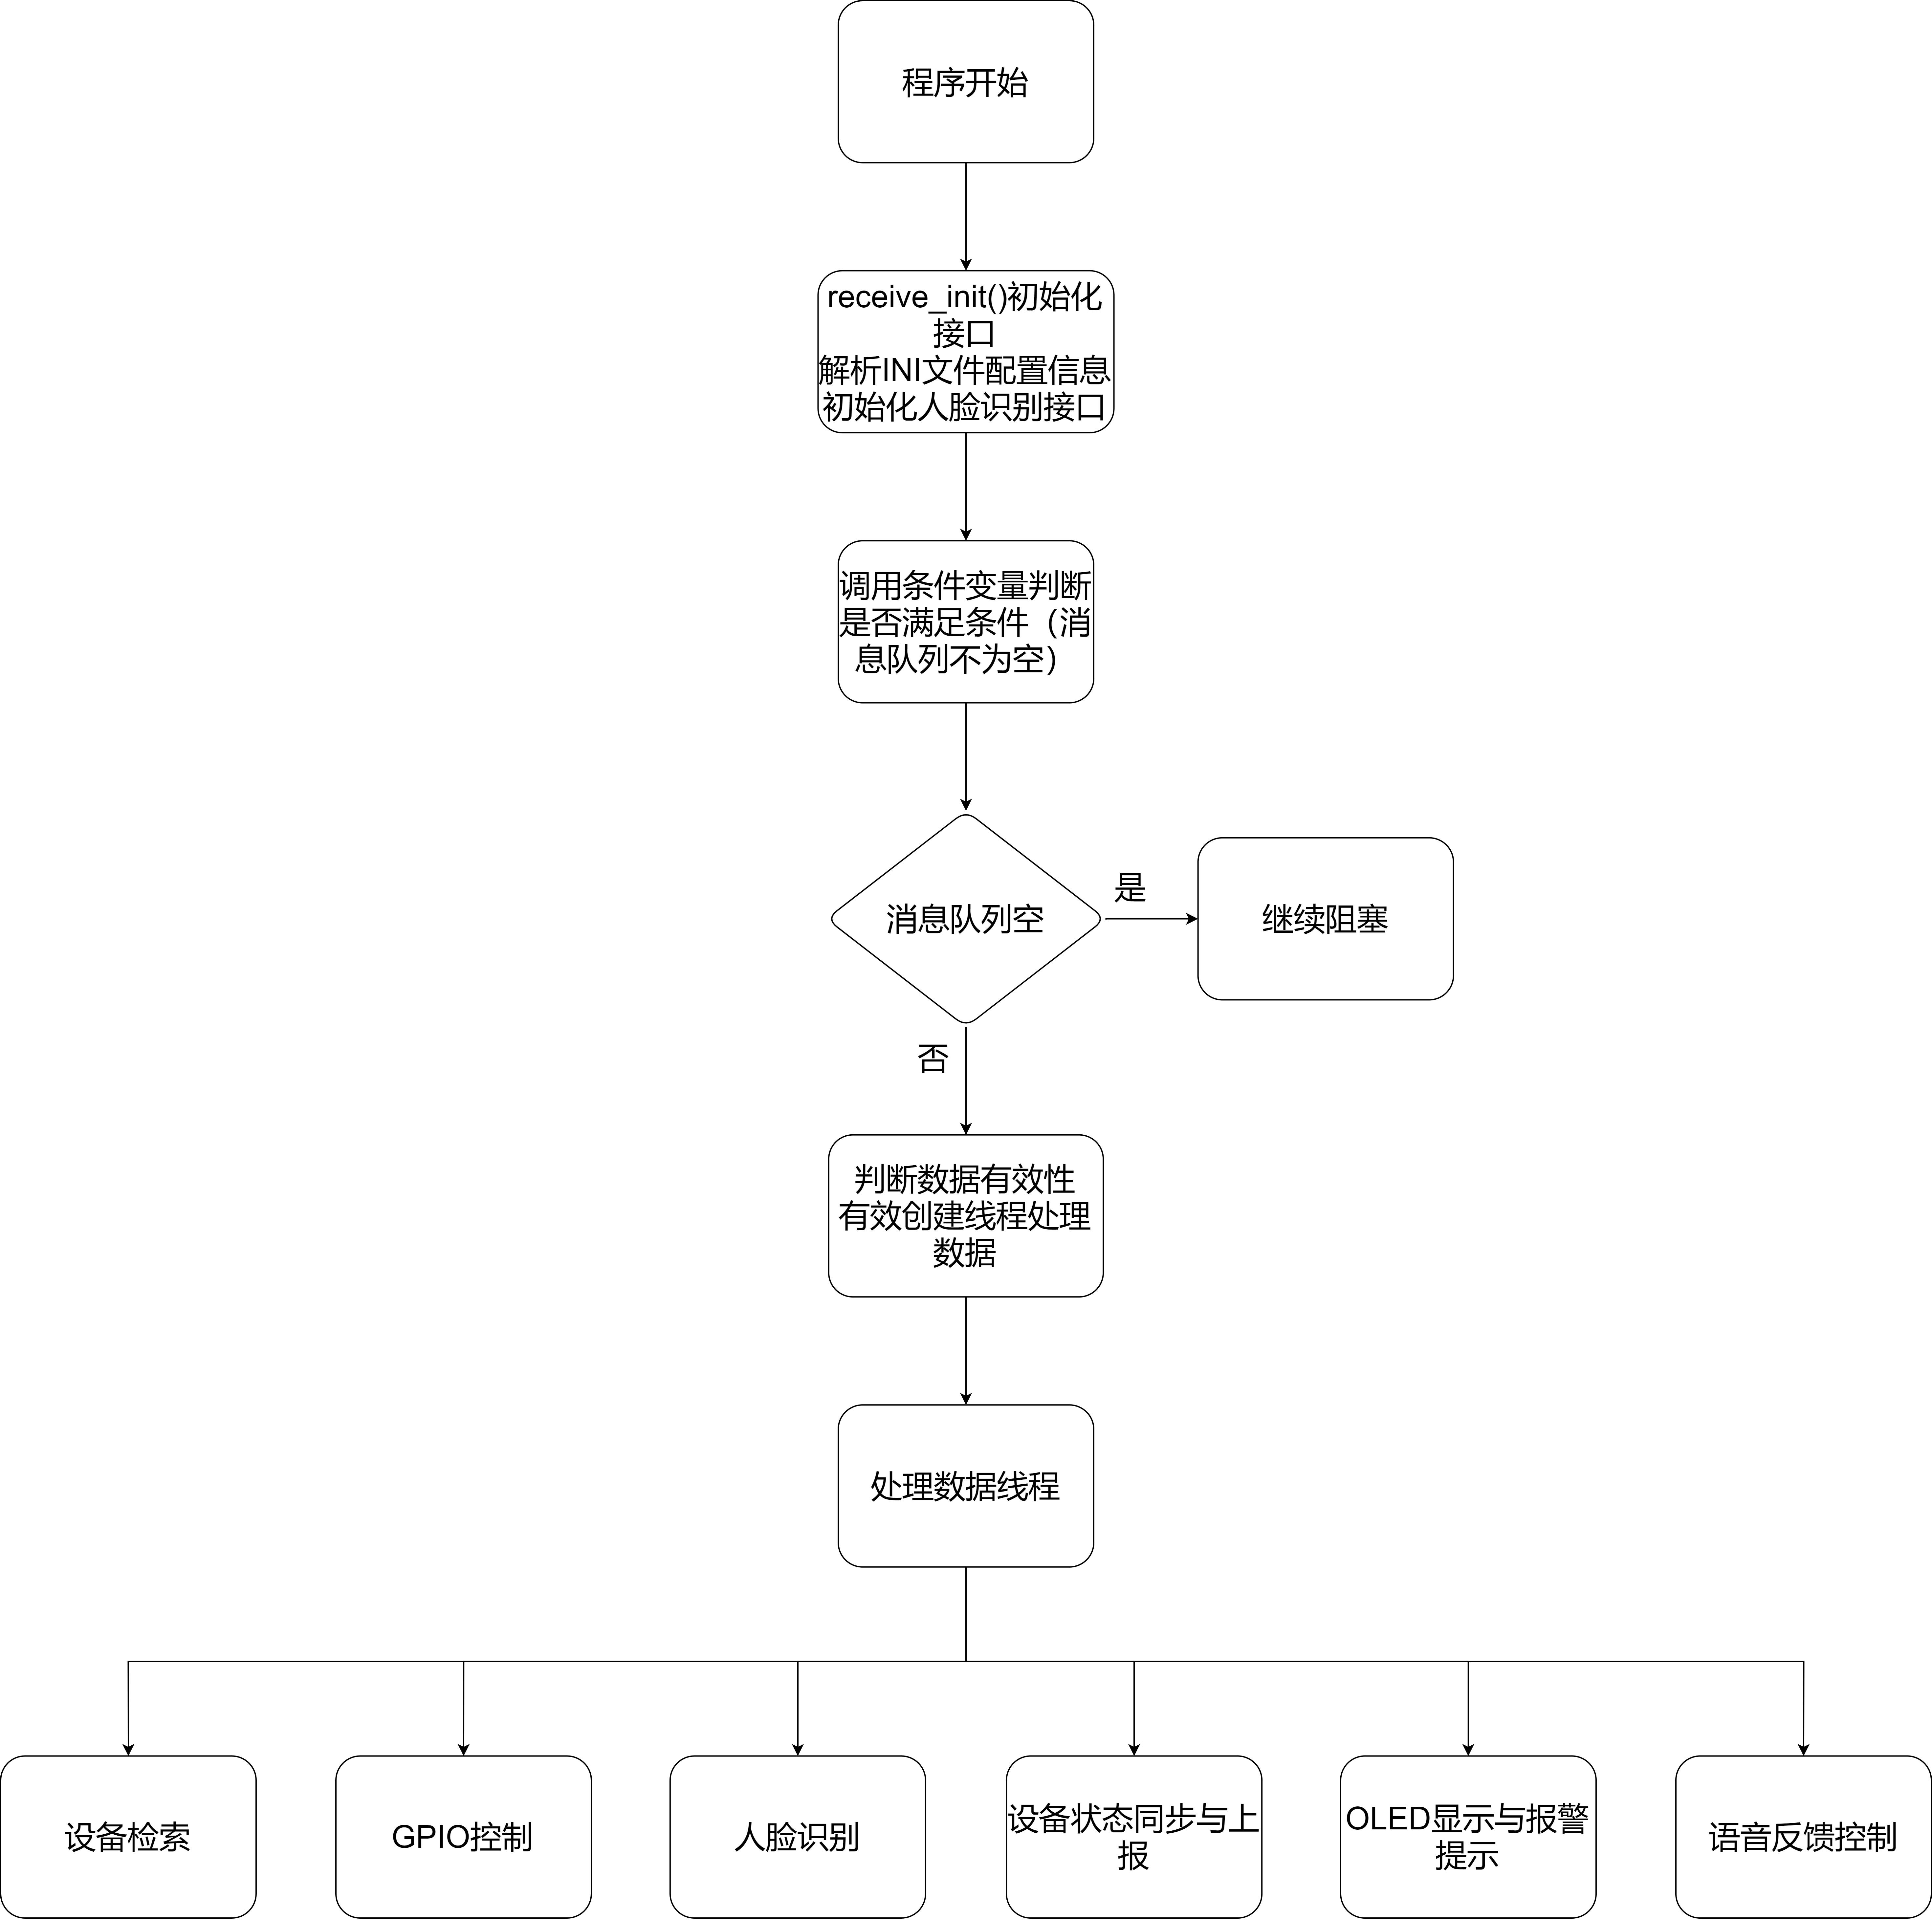 程序开始
receive_init()初始化
接口
解析INI文件配置信息
初始化人脸识别接口
调用条件变量判断
是否满足条件（消
息队列不为空）
消息队列空
是
继续阻塞
否
判断数据有效性
有效创建线程处理
数据
处理数据线程
设备检索
GPIO控制
人脸识别
设备状态同步与上
报
OLED显示与报警
提示
语音反馈控制